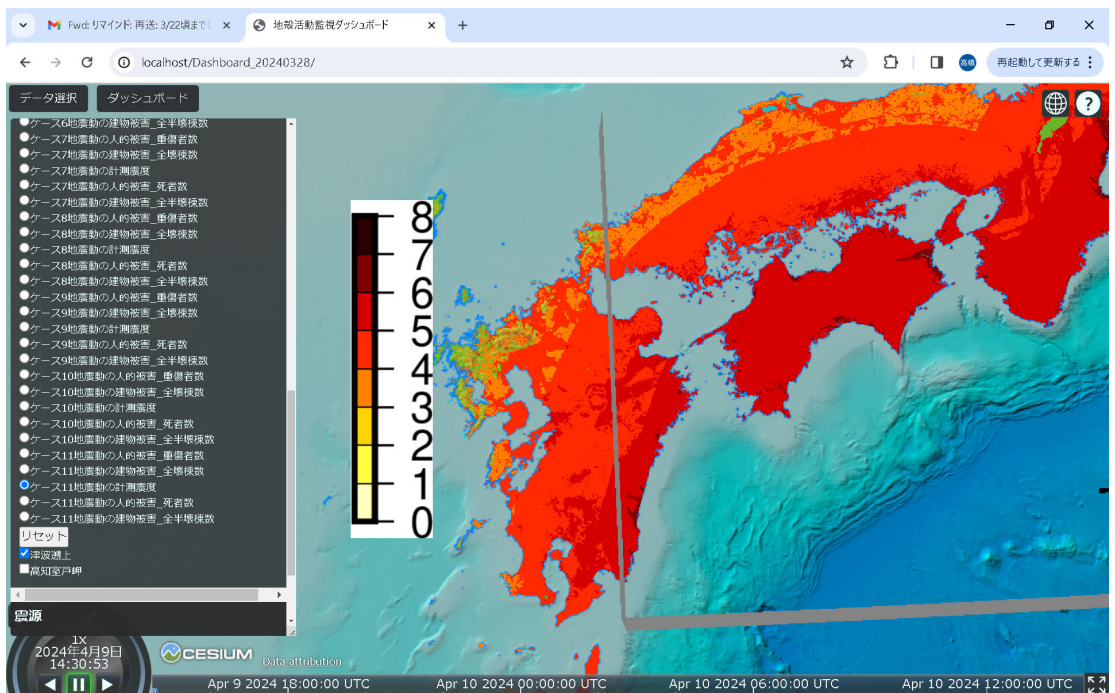 Fwd: リマインド: 再送: 3/22頃まで
地殻活動監視ダッシュボード
localhost/Dashboard_20240328/
高橋
再起動して更新する
データ選択
ダッシュボード
ケース6地震動の建物被害_全半壊棟数
ケース7地震動の人的被害_重傷者数
ケース7地震動の建物被害_全壊棟数
ケース7地震動の計測震度
ケース7地震動の人的被害_死者数
ケース7地震動の建物被害_全半壊棟数
ケース8地震動の人的被害_重傷者数
ケース8地震動の建物被害_全壊棟数
ケース8地震動の計測震度
ケース8地震動の人的被害_死者数
ケース8地震動の建物被害_全半壊棟数
ケース9地震動の人的被害_重傷者数
ケース9地震動の建物被害_全壊棟数
ケース9地震動の計測震度
ケース9地震動の人的被害_死者数
ケース9地震動の建物被害_全半壊棟数
ケース10地震動の人的被害_重傷者数
ケース10地震動の建物被害_全壊棟数
ケース10地震動の計測震度
ケース10地震動の人的被害_死者数
ケース10地震動の建物被害_全半壊棟数
ケース11地震動の人的被害_重傷者数
ケース11地震動の建物被害_全壊棟数
ケース11地震動の計測震度
ケース11地震動の人的被害_死者数
ケース11地震動の建物被害_全半壊棟数
リセット
津波遡上
高知室戸岬
震源
8
7
6
5
4
3
2
1
0
?
1X
2024年4月9日
14:30:53
CESIUM
Data attribution
Apr 9 2024 18:00:00 UTC
Apr 10 2024 00:00:00 UTC
Apr 10 2024 06:00:00 UTC
Apr 10 2024 12:00:00 UTC